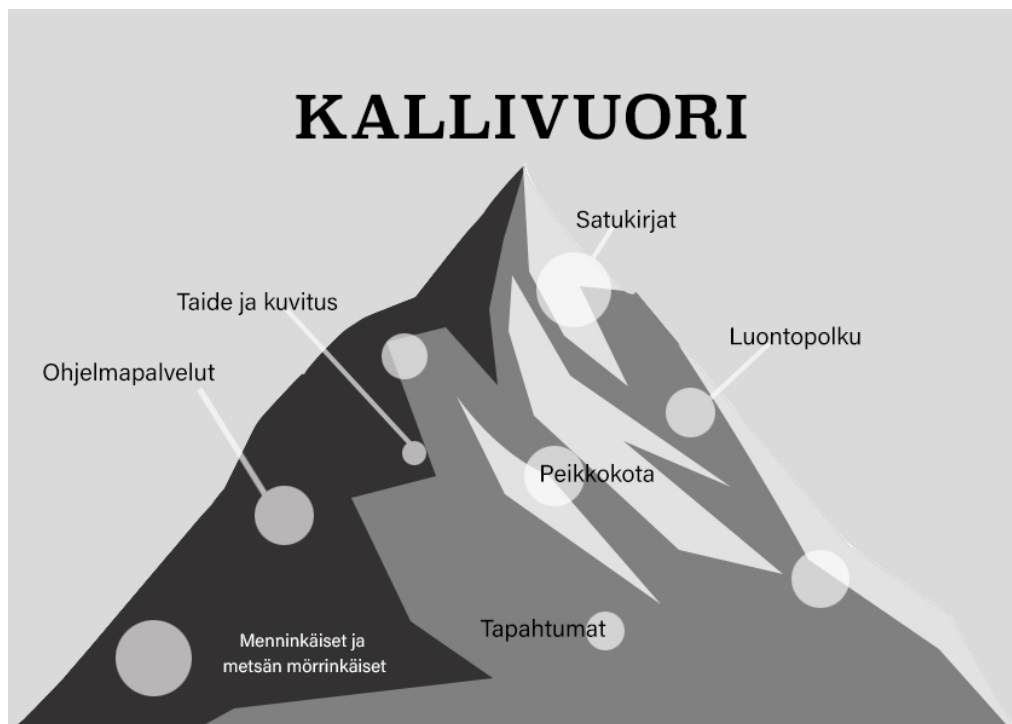 KALLIVUORI
Satukirjat
Taide ja kuvitus
Luontopolku
Ohjelmapalvelut
Peikkokota
Tapahtumat
Menninkäiset ja
metsän mörrinkäiset